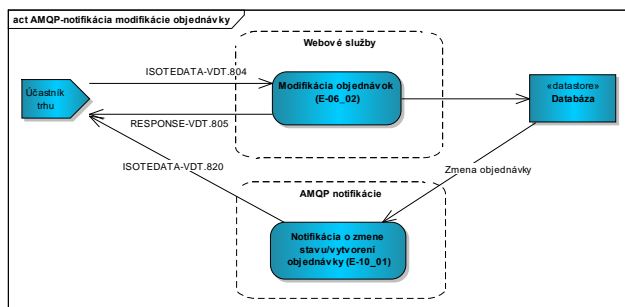 act AMQP-notifikácia modifikácie objednávky
Webové služby
ISOTEDATA-VDT.804
Účastník
trhu
Modifikácia objednávok
(E-06_02)
«datastore»
Databáza
RESPONSE-VDT.805
ISOTEDATA-VDT.820
Zmena objednávky
AMQP notifikácie
Notifikácia o zmene
stavu/vytvorení
objednávky (E-10_01)